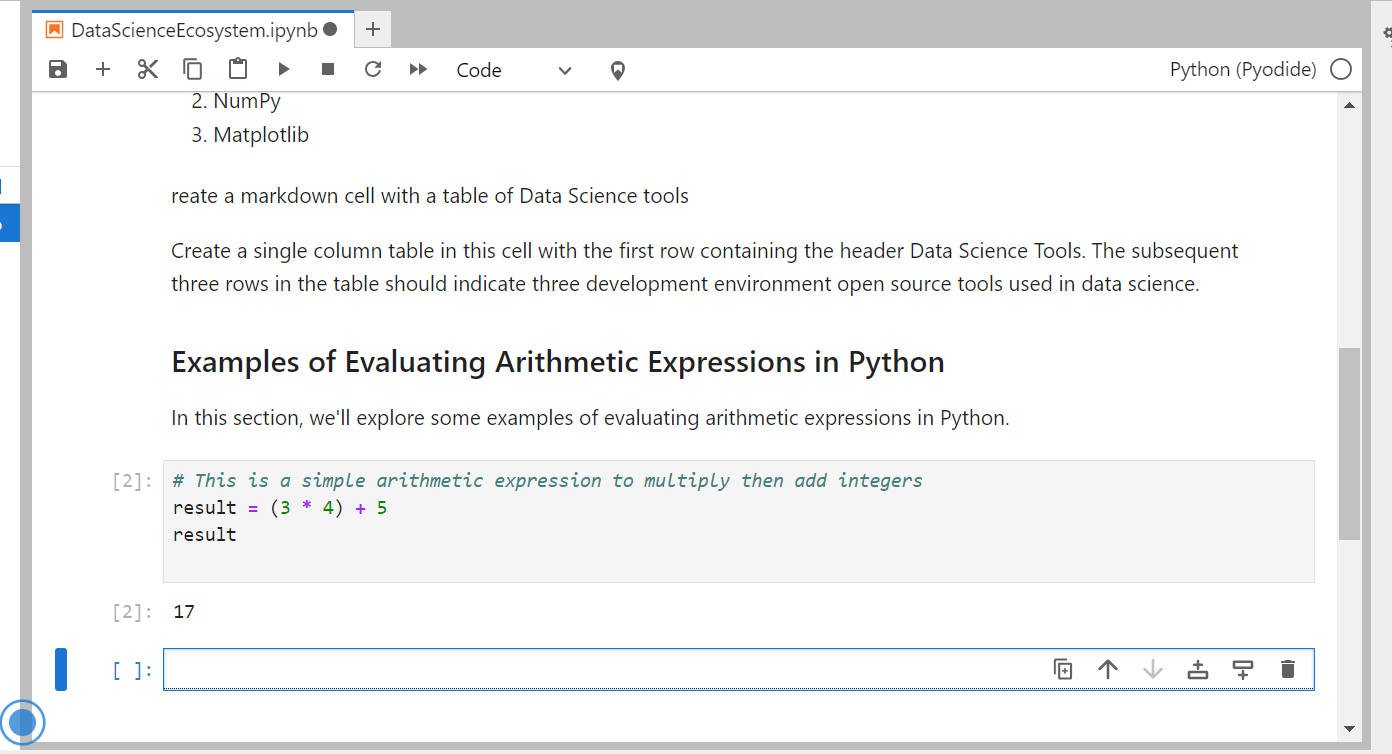 DataScienceEcosystem.ipynb
Code
Python (Pyodide)
2. NumPy
3. Matplotlib
reate a markdown cell with a table of Data Science tools
Create a single column table in this cell with the first row containing the header Data Science Tools. The subsequent
three rows in the table should indicate three development environment open source tools used in data science.
Examples of Evaluating Arithmetic Expressions in Python
In this section, we'll explore some examples of evaluating arithmetic expressions in Python.
[2]: # This is a simple arithmetic expression to multiply then add integers
result = (3 * 4) + 5
result
[2]: 17
[ ]: